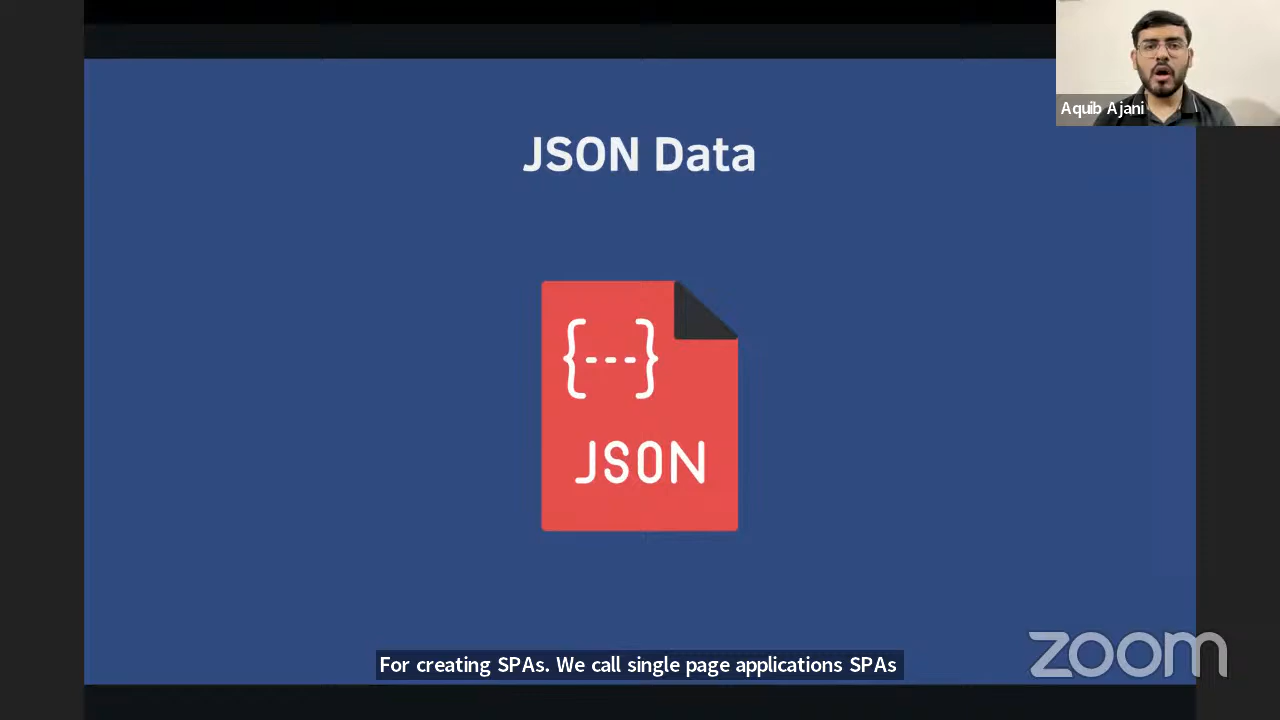 Aquib Ajani
JSON Data
{---}
JSON
For creating SPAs. We call single page applications SPAs
zoom